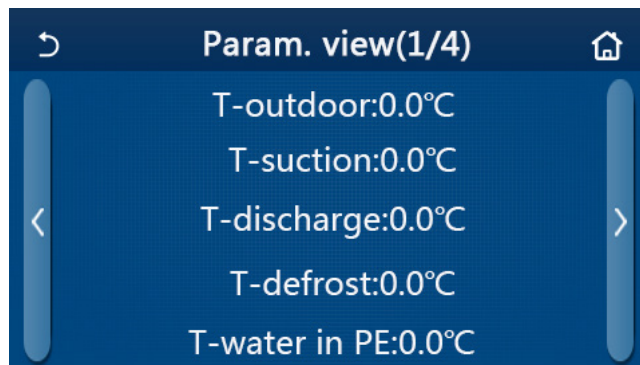 Param. view(1/4)
T-outdoor:0.0℃
T-suction:0.0℃
T-discharge:0.0℃
T-defrost:0.0℃
T-water in PE:0.0℃